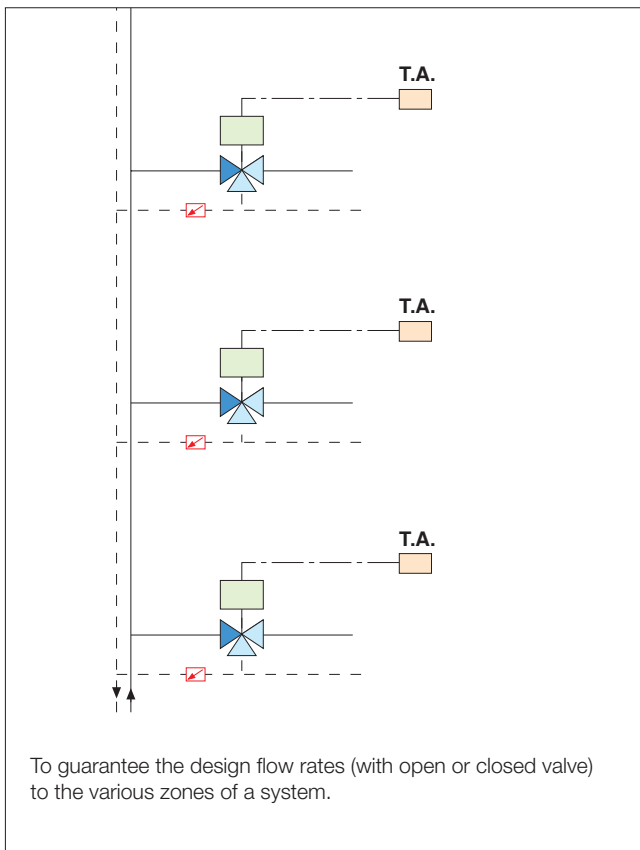 T.A.
T.A.
T.A.
To guarantee the design flow rates (with open or closed valve)
to the various zones of a system.